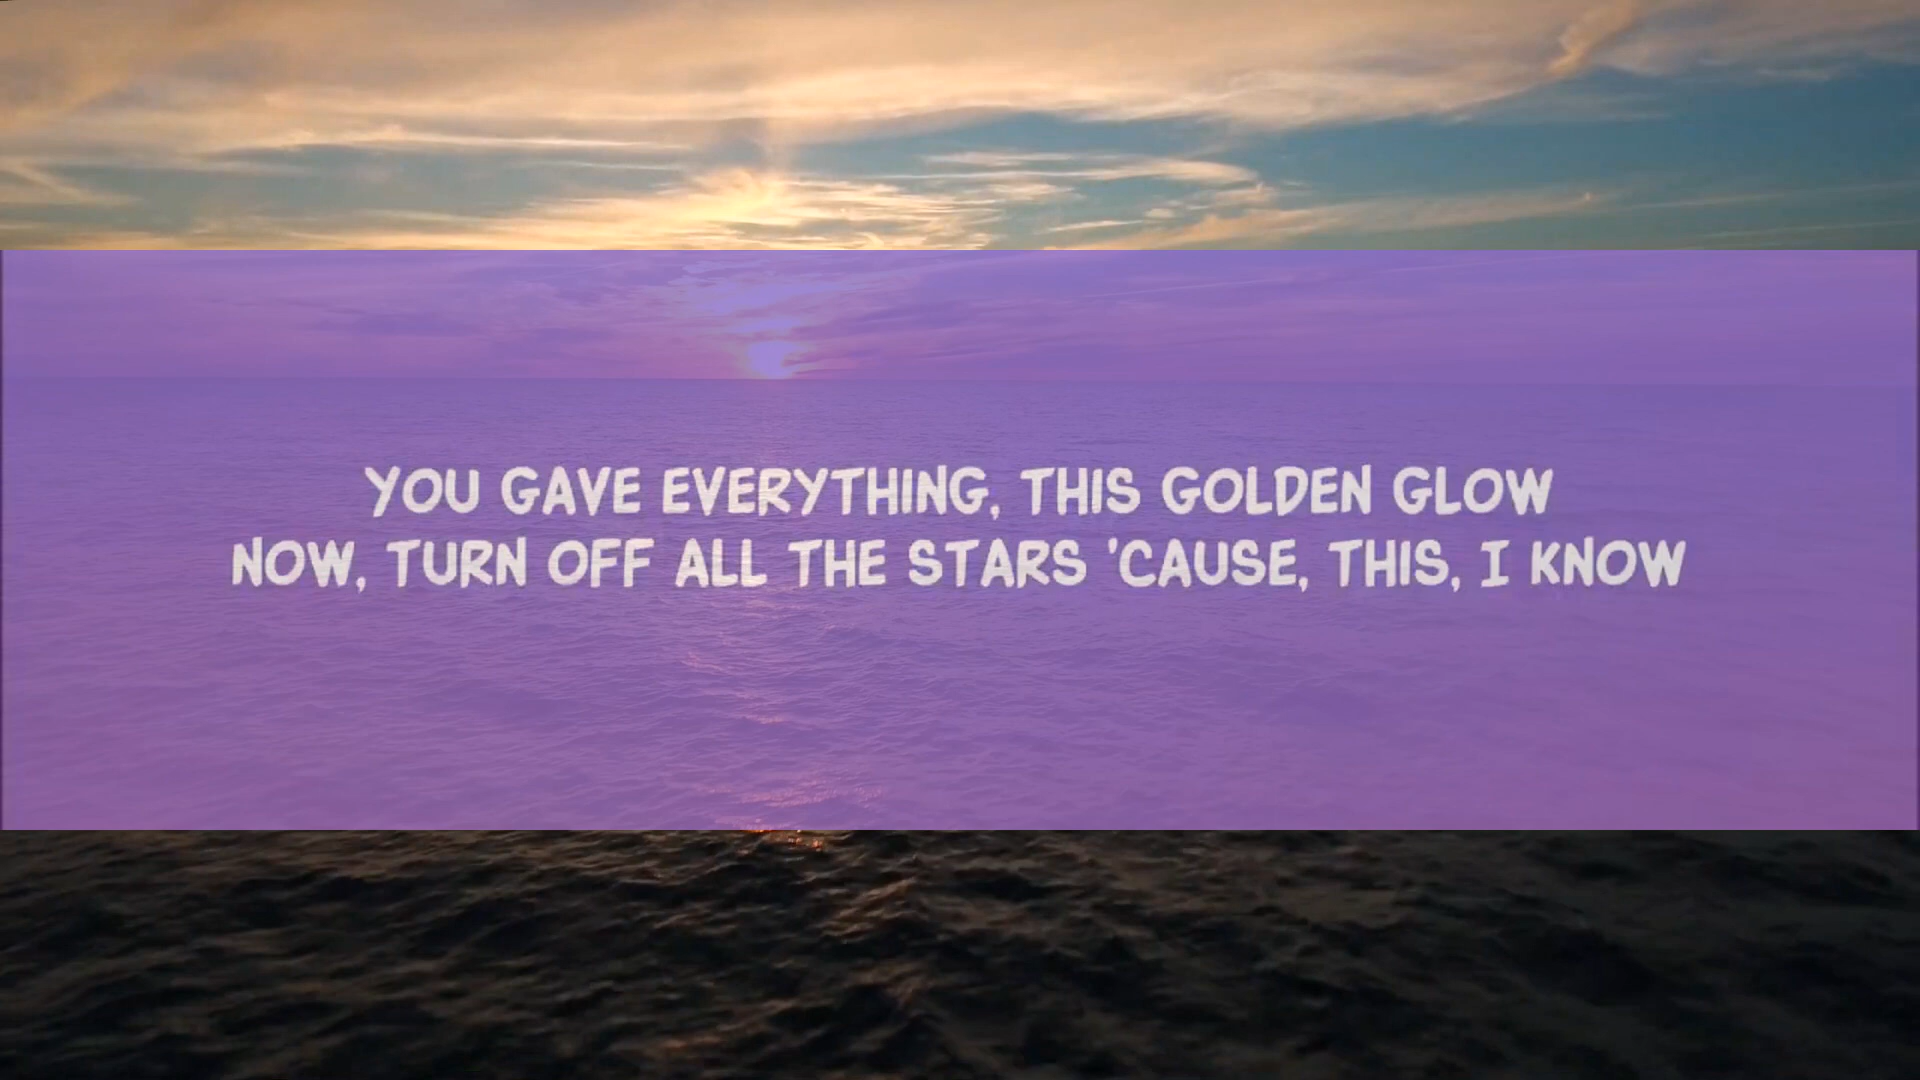 YOU GAVE EVERYTHING, THIS GOLDEN GLOW
NOW, TURN OFF ALL THE STARS 'CAUSE, THIS, I KNOW